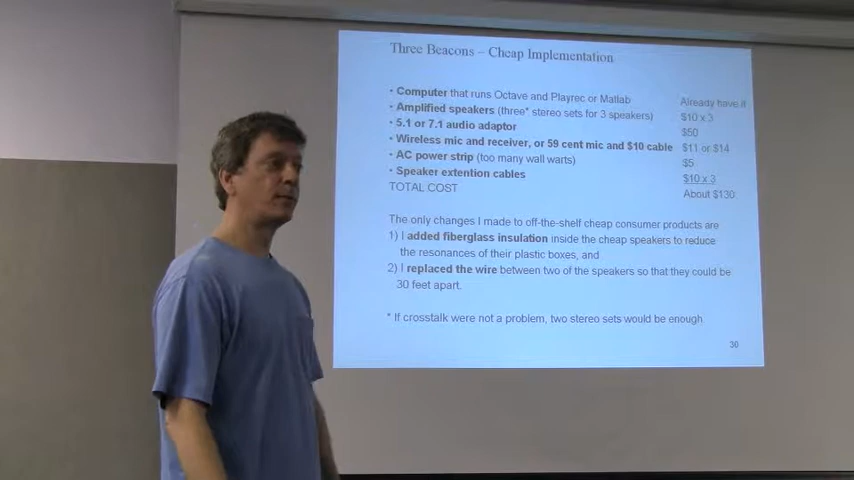 Three Beacons – Cheap Implementation
• Computer that runs Octave and Playrec or Matlab Already have it
• Amplified speakers (three* stereo sets for 3 speakers) $10 x 3
• 5.1 or 7.1 audio adaptor $50
• Wireless mic and receiver, or 59 cent mic and $10 cable $11 or $14
• AC power strip (too many wall warts) $5
• Speaker extention cables $10 x 3
TOTAL COST About $130
The only changes I made to off-the-shelf cheap consumer products are
1) I added fiberglass insulation inside the cheap speakers to reduce
the resonances of their plastic boxes, and
2) I replaced the wire between two of the speakers so that they could be
30 feet apart.
* If crosstalk were not a problem, two stereo sets would be enough
30